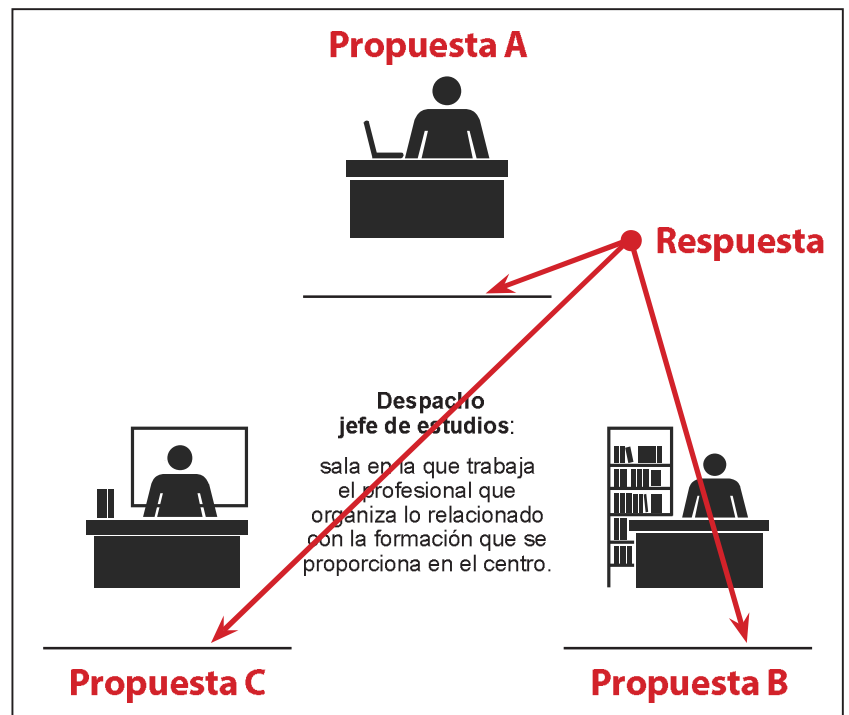 Propuesta A
Respuesta
Despacho
jefe de estudios:
sala en la que trabaja
el profesional que
organiza lo relacionado
con la formación que se
proporciona en el centro.
Propuesta C
Propuesta B